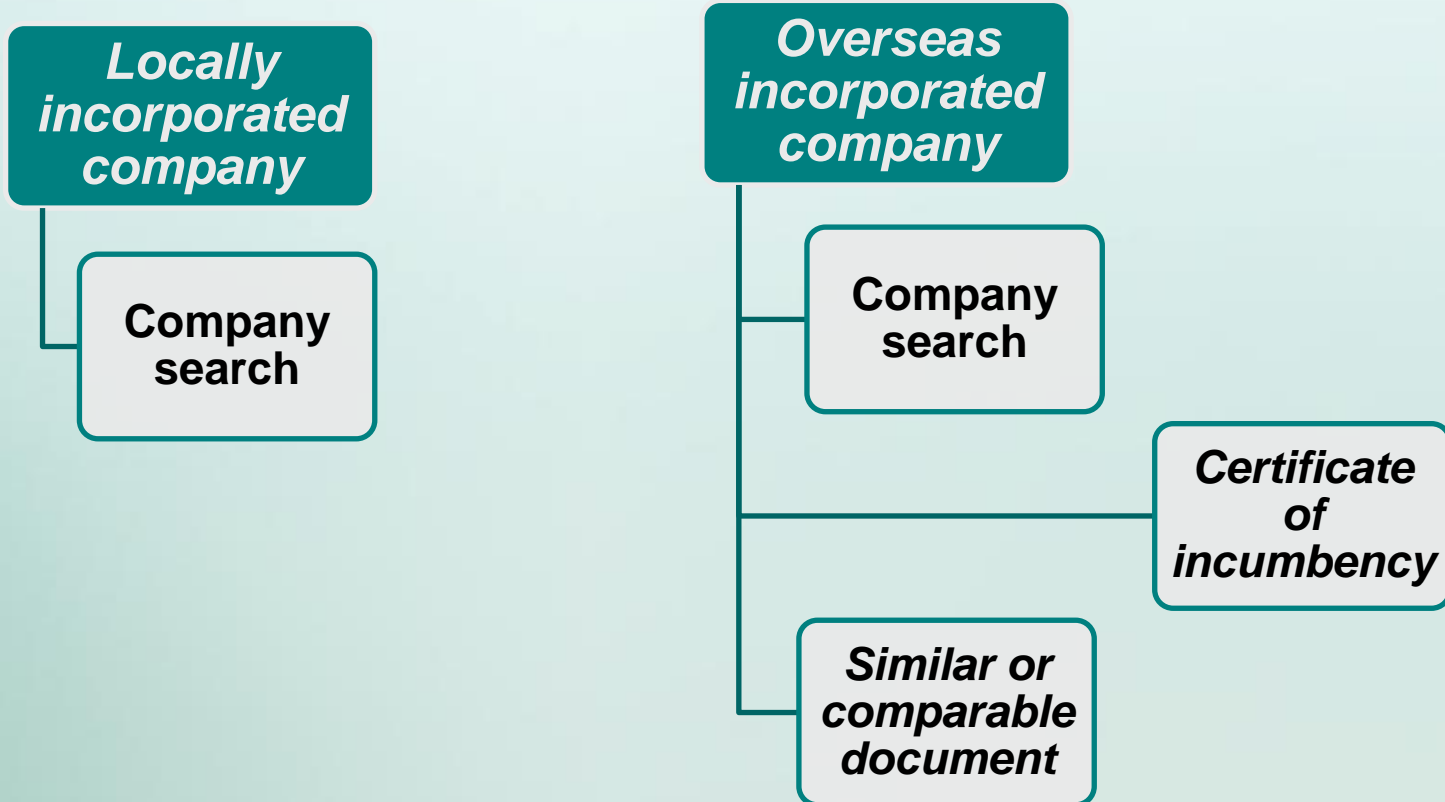 Locally
incorporated
company
Company
search
Overseas
incorporated
company
Company
search
Certificate
of
incumbency
Similar or
comparable
document